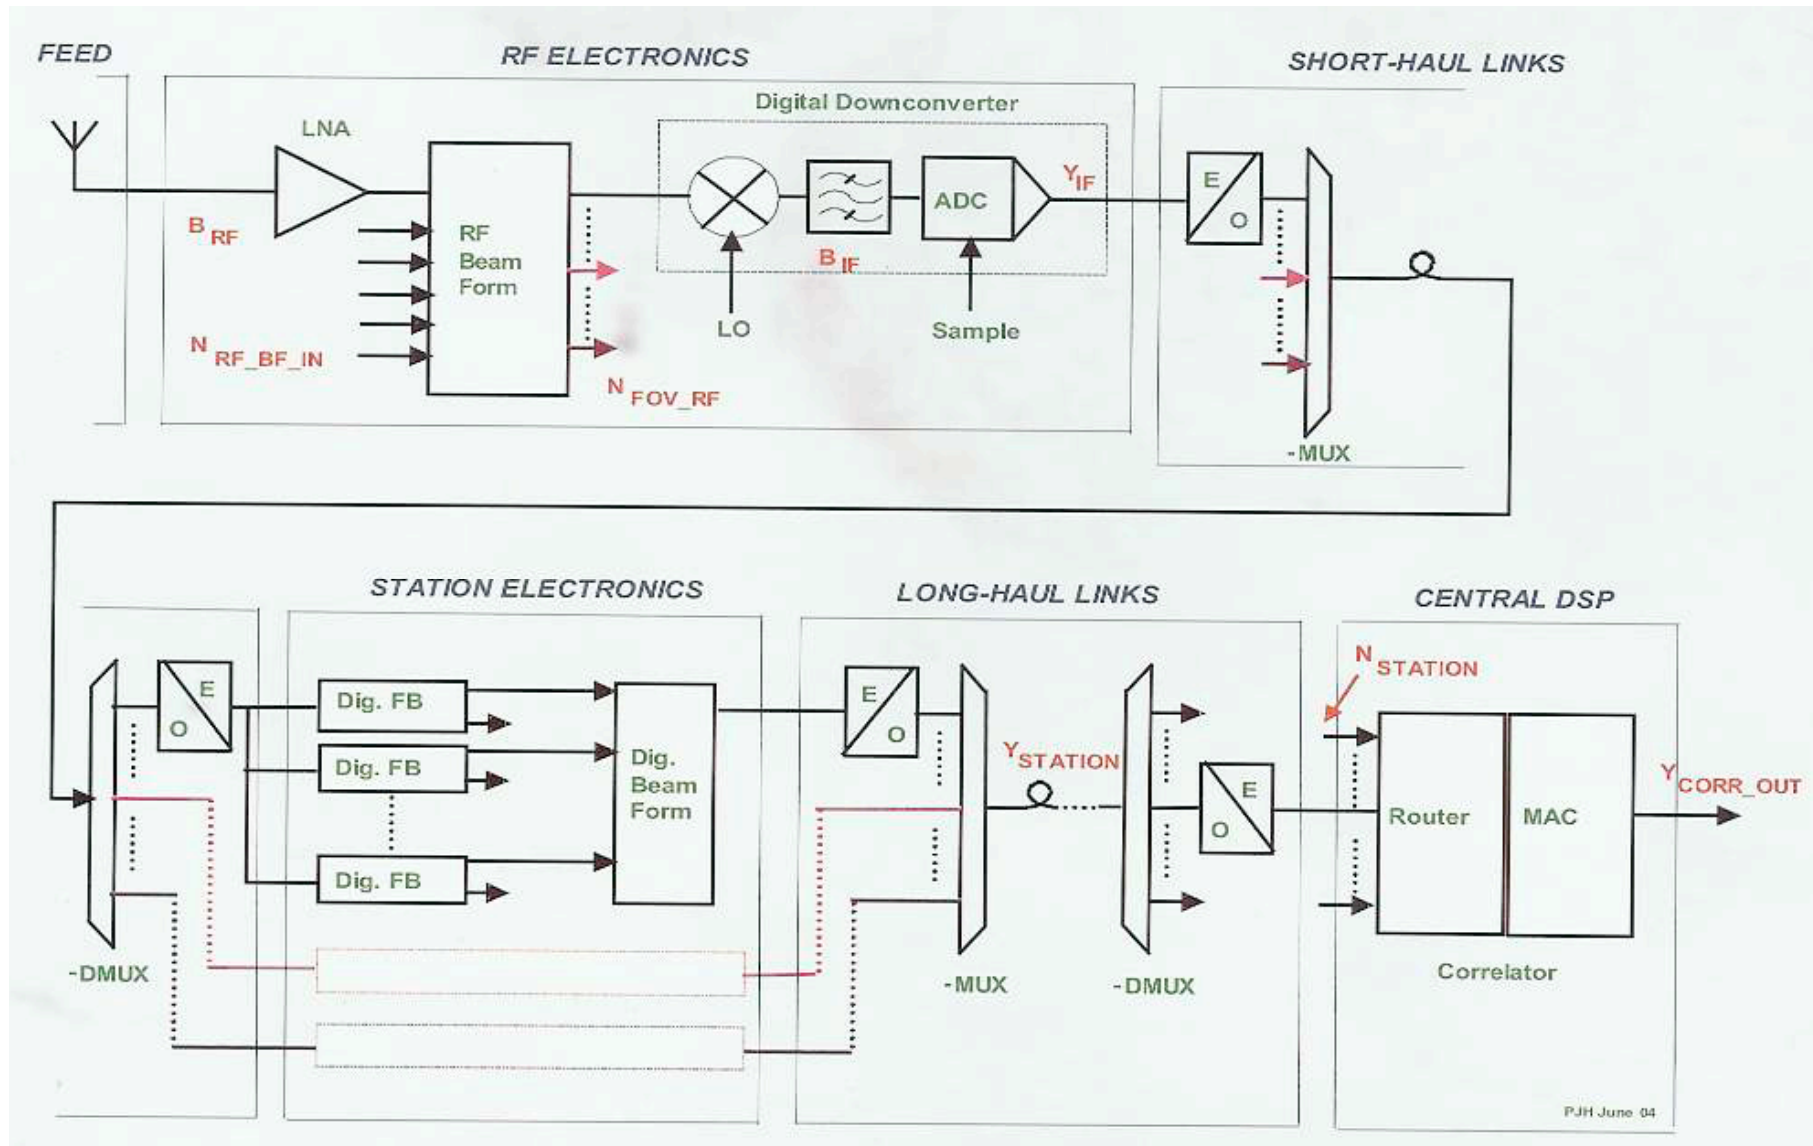 FEED
RF ELECTRONICS
SHORT-HAUL LINKS
Digital Downconverter
LNA
B RF
RF
Beam
Form
N RF_BF_IN
N FOV_RF
LO
B IF
ADC
Sample
Y IF
E
O
-MUX
STATION ELECTRONICS
LONG-HAUL LINKS
CENTRAL DSP
E
O
-DMUX
Dig. FB
Dig. FB
Dig. FB
Dig.
Beam
Form
E
O
-MUX
Y STATION
-DMUX
E
O
N STATION
Router
MAC
Correlator
Y CORR_OUT
PJH June 04